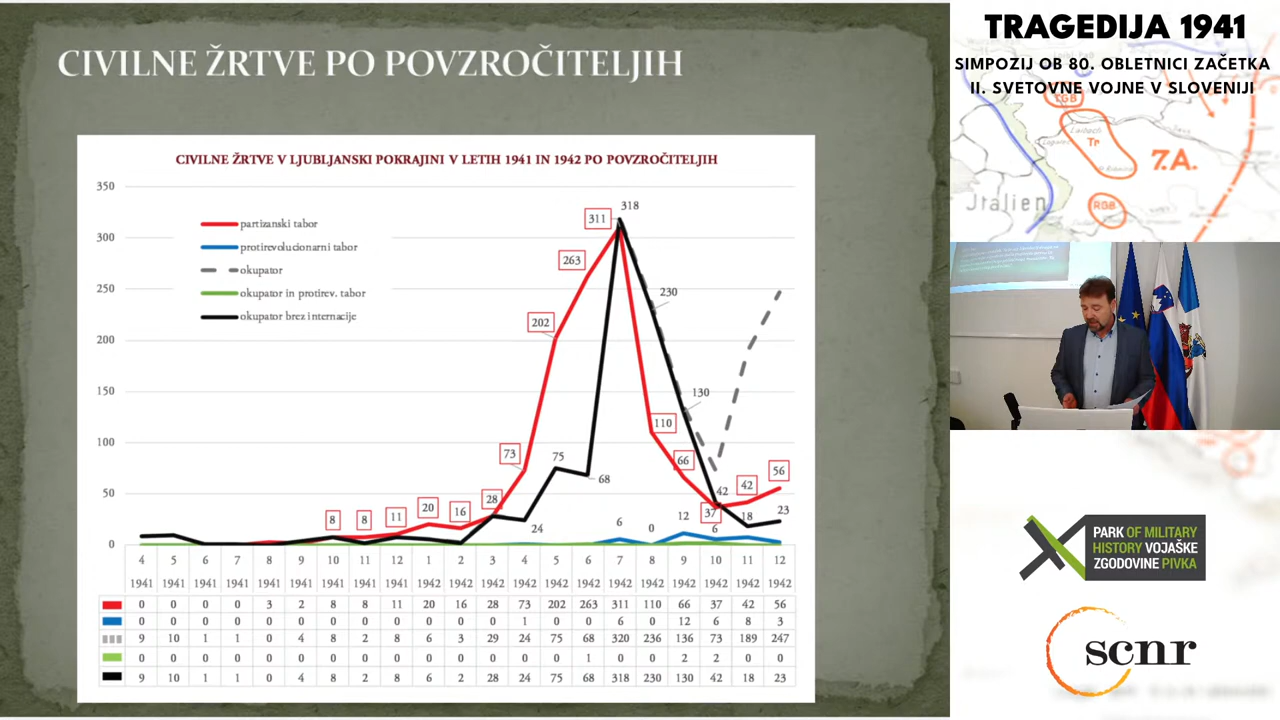 CIVILNE ŽRTVE PO POVZROČITELJIH
CIVILNE ŽRTVE V LJUBLJANSKI POKRAJINI V LETIH 1941 IN 1942 PO POVZROČITELJIH
350
300
250
200
150
100
50
0
partizanski tabor
protirevolucionarni tabor
okupator
okupator in protirev. tabor
okupator brez internacije
8
8
11
20
16
28
73
202
263
311
318
230
130
110
66
37
42
42
56
24
75
68
6
0
12
6
18
23
4 5 6 7 8 9 10 11 12 1 2 3 4 5 6 7 8 9 10 11 12
1941 1941 1941 1941 1941 1941 1941 1941 1941 1942 1942 1942 1942 1942 1942 1942 1942 1942 1942 1942 1942
0 0 0 0 3 2 8 8 11 20 16 28 73 202 263 311 110 66 37 42 56
0 0 0 0 0 0 0 0 0 0 0 0 1 0 0 6 0 12 6 8 3
9 10 1 1 0 4 8 2 8 6 3 29 24 75 68 320 236 136 73 189 247
0 0 0 0 0 0 0 0 0 0 0 0 0 0 1 0 0 2 2 0 0
9 10 1 1 0 4 8 2 8 6 2 28 24 75 68 318 230 130 42 18 23
TRAGEDIJA 1941
SIMPOZIJ OB 80. OBLETNICI ZAČETKA
II. SVETOVNE VOJNE V SLOVENIJI
TGB
Laibach
Tr
7.A.
Jtalien
RGB
PARK OF MILITARY
HISTORY VOJAŠKE
ZGODOVINE PIVKA
scnr